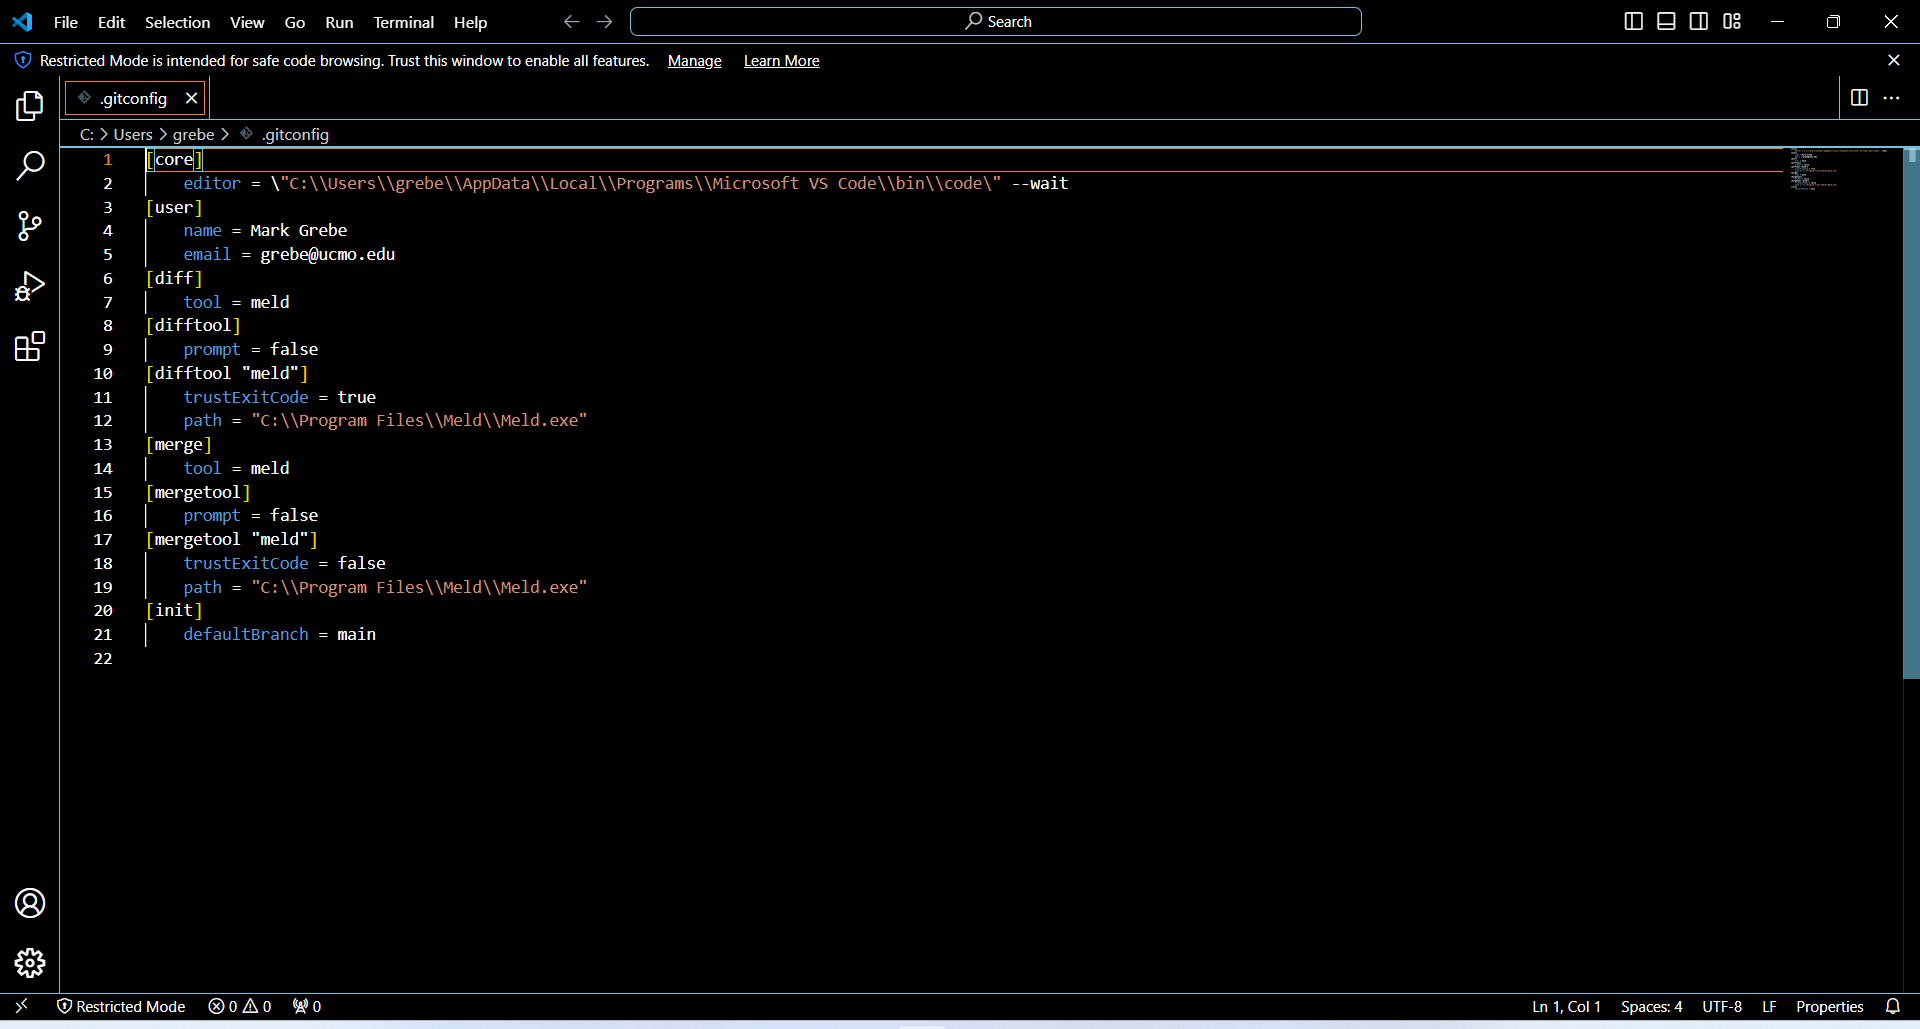 File Edit Selection View Go Run Terminal Help
Search
Restricted Mode is intended for safe code browsing. Trust this window to enable all features. Manage Learn More
.gitconfig
C: > Users > grebe > .gitconfig
1 [core]
2 editor = \"C:\\Users\\grebe\\AppData\\Local\\Programs\\Microsoft VS Code\\bin\\code\" --wait
3 [user]
4 name = Mark Grebe
5 email = grebe@ucmo.edu
6 [diff]
7 tool = meld
8 [difftool]
9 prompt = false
10 [difftool "meld"]
11 trustExitCode = true
12 path = "C:\\Program Files\\Meld\\Meld.exe"
13 [merge]
14 tool = meld
15 [mergetool]
16 prompt = false
17 [mergetool "meld"]
18 trustExitCode = false
19 path = "C:\\Program Files\\Meld\\Meld.exe"
20 [init]
21 defaultBranch = main
22
Restricted Mode 0 0 0 Ln 1, Col 1 Spaces: 4 UTF-8 LF Properties